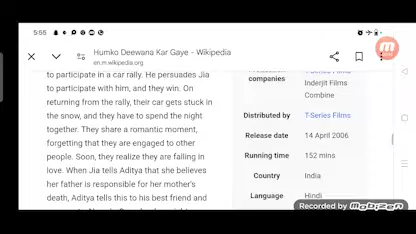 5:55
Humko Deewana Kar Gaye - Wikipedia
en.m.wikipedia.org
to participate in a car rally. He persuades Jia
to participate with him, and they win. On
returning from the rally, their car gets stuck in
the snow, and they have to spend the night
together. They share a romantic moment,
forgetting that they are engaged to other
people. Soon, they realize they are falling in
love. When Jia tells Aditya that she believes
her father is responsible for her mother's
death, Aditya tells this to his best friend and
companies
T-Series Films
Inderjit Films
Combine
Distributed by T-Series Films
Release date 14 April 2006
Running time 152 mins
Country India
Language Hindi
Recorded by Mobizen